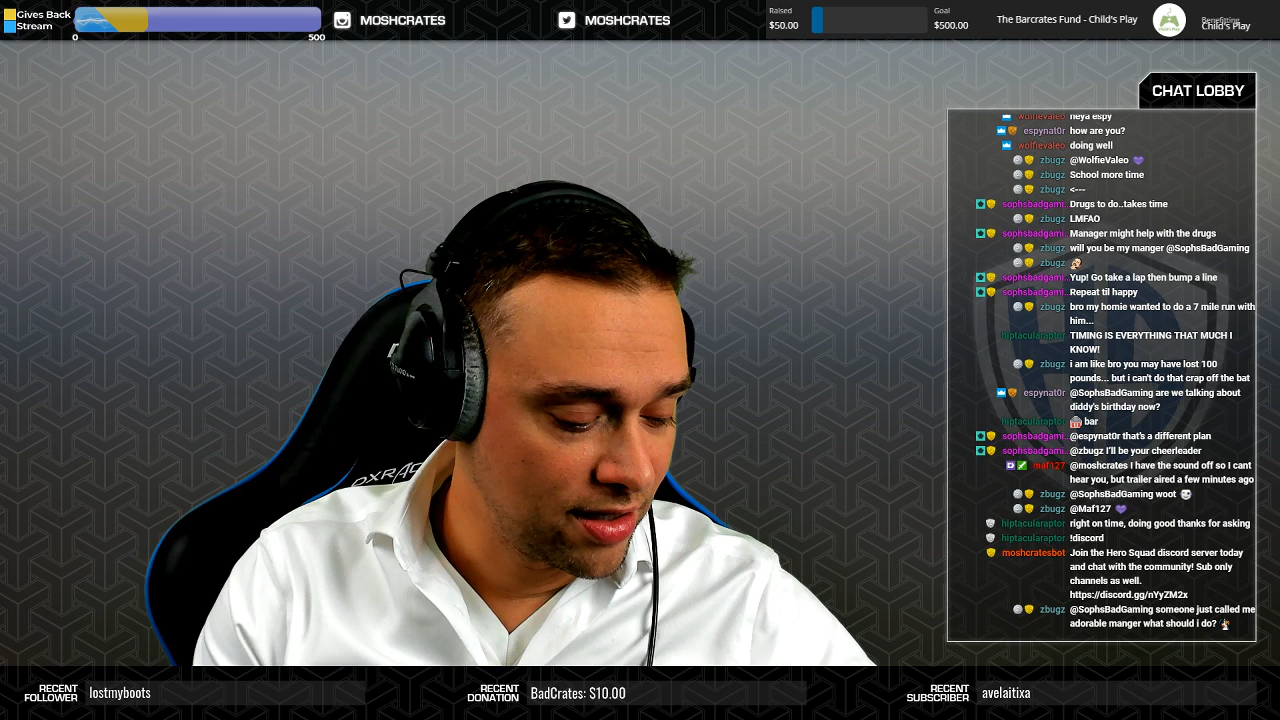 Gives Back
Stream
0
500
MOSHCRATES
MOSHCRATES
Raised
$50.00
Goal
$500.00
The Barcrates Fund - Child's Play
Benefitting
Child's Play
CHAT LOBBY
wolfievaleo heya espy
espynat0r how are you?
wolfievaleo doing well
zbugz @WolfieValeo
zbugz School more time
zbugz <---
sophsbadgami.. Drugs to do..takes time
zbugz LMFAO
sophsbadgami.. Manager might help with the drugs
zbugz will you be my manger @SophsBadGaming
zbugz
sophsbadgami.. Yup! Go take a lap then bump a line
sophsbadgami.. Repeat til happy
zbugz bro my homie wanted to do a 7 mile run with
him...
hiptacularaptor TIMING IS EVERYTHING THAT MUCH I
KNOW!
zbugz i am like bro you may have lost 100
pounds... but i can't do that crap off the bat
espynat0r @SophsBadGaming are we talking about
diddy's birthday now?
hiptacularaptor bar
sophsbadgami.. @espynat0r that's a different plan
sophsbadgami.. @zbugz I'll be your cheerleader
maf127 @moshcrates I have the sound off so I cant
hear you, but trailer aired a few minutes ago
zbugz @SophsBadGaming woot
zbugz @Maf127
hiptacularaptor right on time, doing good thanks for asking
hiptacularaptor !discord
moshcratesbot Join the Hero Squad discord server today
and chat with the community! Sub only
channels as well.
https://discord.gg/nYyZM2x
zbugz @SophsBadGaming someone just called me
adorable manger what should i do?
DXRAC
RECENT
FOLLOWER
lostmyboots
RECENT
DONATION
BadCrates: $10.00
RECENT
SUBSCRIBER
avelaitixa